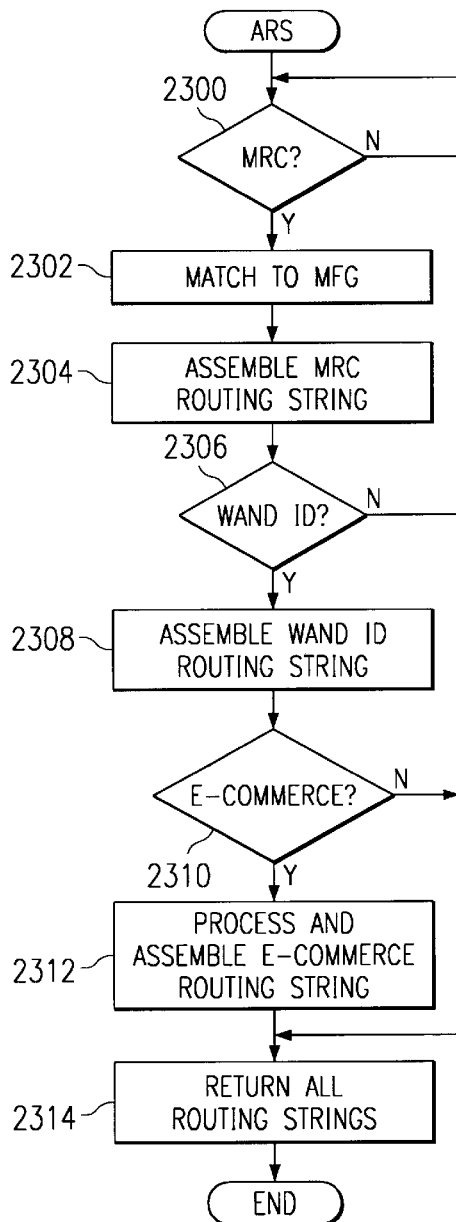 ARS
2300
MRC?
N
Y
2302
MATCH TO MFG
2304
ASSEMBLE MRC
ROUTING STRING
2306
WAND ID?
N
Y
2308
ASSEMBLE WAND ID
ROUTING STRING
E-COMMERCE?
N
2310
Y
2312
PROCESS AND
ASSEMBLE E-COMMERCE
ROUTING STRING
2314
RETURN ALL
ROUTING STRINGS
END